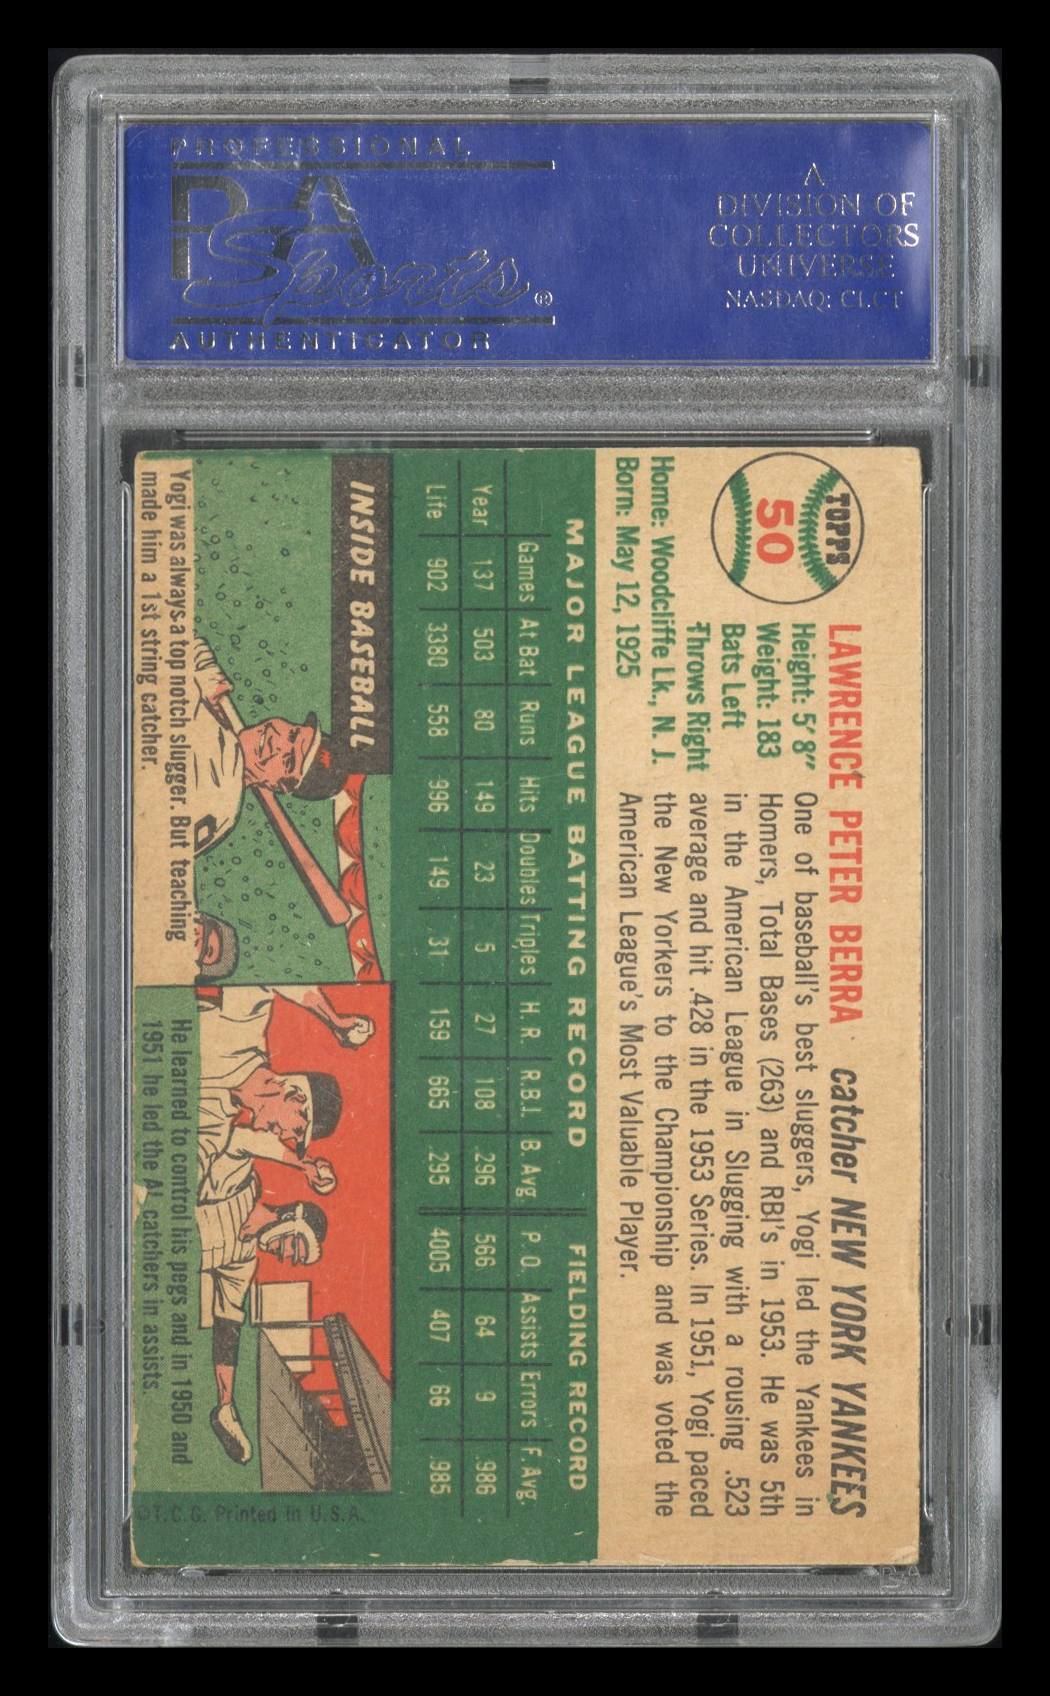 PROFESSIONAL
PSA
Sports®
AUTHENTICATOR
A
DIVISION OF
COLLECTORS
UNIVERSE
NASDAQ: CLCT
TOPPS
50
LAWRENCE PETER BERRA catcher NEW YORK YANKEES
Height: 5' 8"
Weight: 183
Bats Left
Throws Right
Home: Woodcliffe Lk., N. J.
Born: May 12, 1925
One of baseball's best sluggers, Yogi led the Yankees in
Homers, Total Bases (263) and RBI's in 1953. He was 5th
in the American League in Slugging with a rousing .523
average and hit .428 in the 1953 Series. In 1951, Yogi paced
the New Yorkers to the Championship and was voted the
American League's Most Valuable Player.
MAJOR LEAGUE BATTING RECORD FIELDING RECORD
Games At Bat Runs Hits Doubles Triples H. R. R.B.I. B. Avg. P. O. Assists Errors F. Avg.
Year 137 503 80 149 23 5 27 108 .296 566 64 9 .986
Life 902 3380 558 996 149 31 159 665 .295 4005 407 66 .985
INSIDE BASEBALL
Yogi was always a top notch slugger. But teaching
made him a 1st string catcher.
He learned to control his pegs and in 1950 and
1951 he led the AL catchers in assists.
©T.C.G. Printed in U.S.A.
PSA